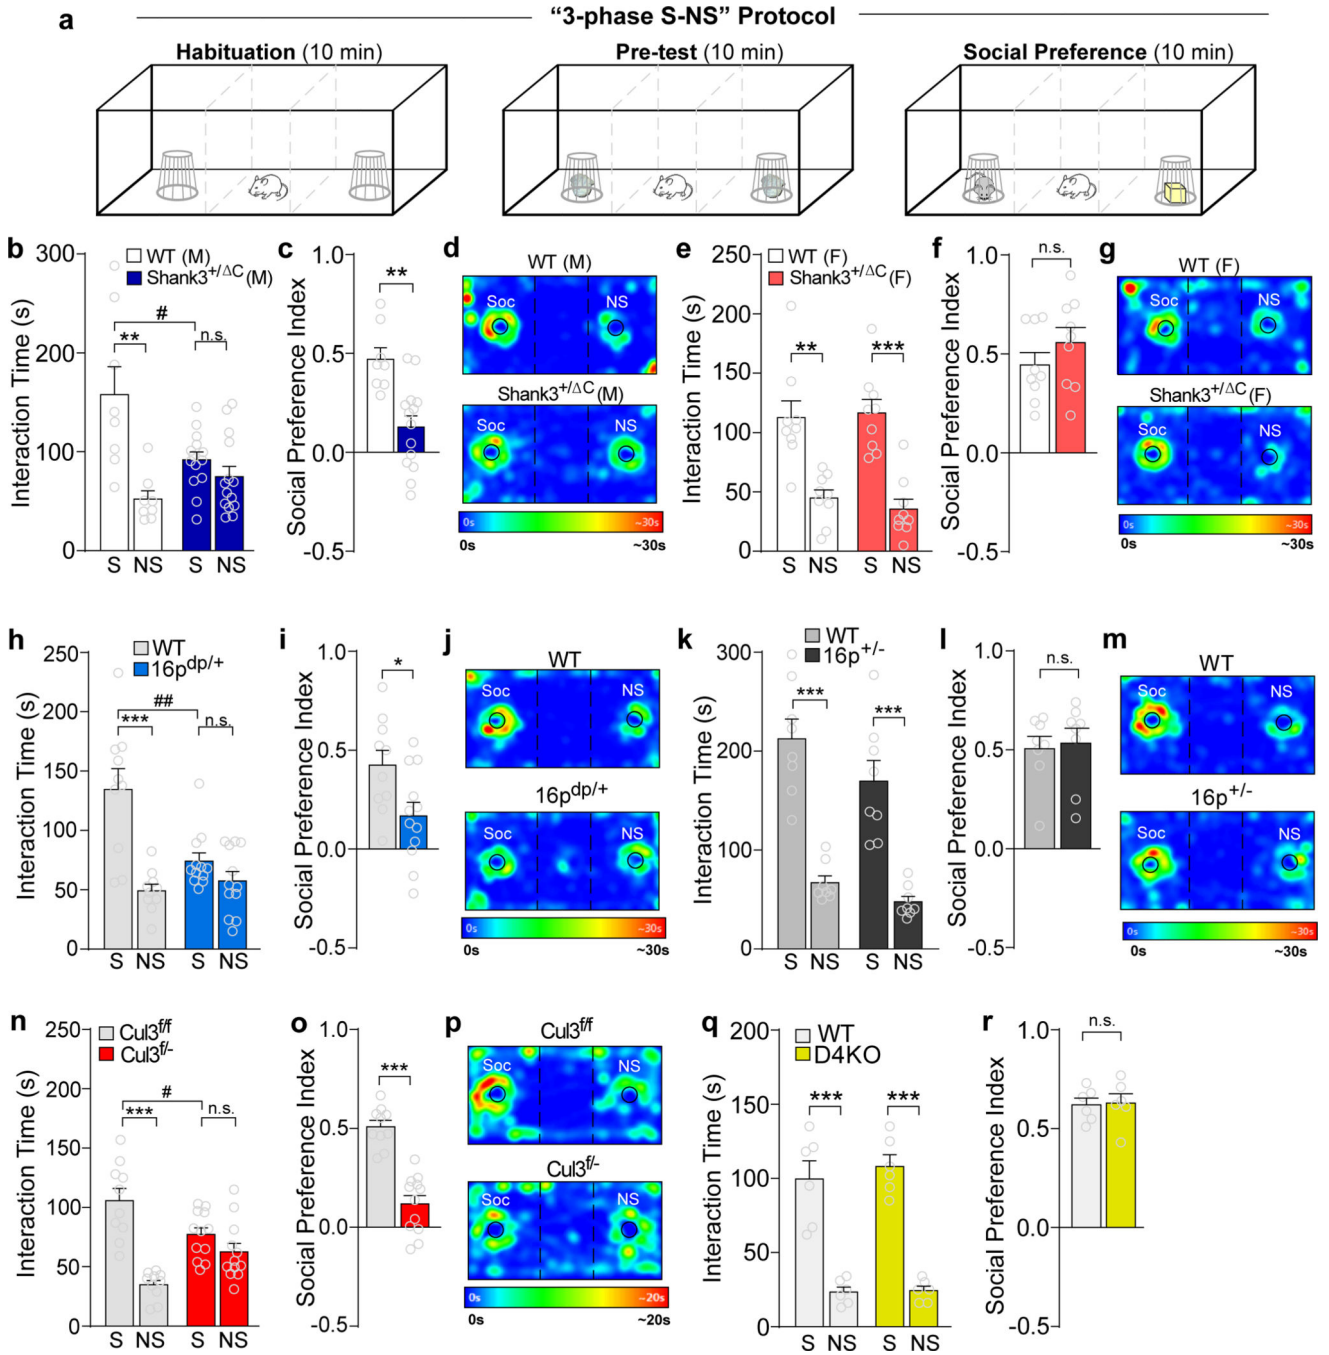 a
“3-phase S-NS” Protocol
Habituation (10 min)
Pre-test (10 min)
Social Preference (10 min)
b
Interaction Time (s)
300
200
100
0
WT (M)
Shank3+/ΔC (M)
#
**
n.s.
S NS S NS
c
Social Preference Index
1.0
0.5
0.0
-0.5
**
d
WT (M)
Soc NS
Shank3+/ΔC (M)
Soc NS
0s ~30s
0s ~30s
e
Interaction Time (s)
250
200
150
100
50
0
WT (F)
Shank3+/ΔC (F)
** ***
S NS S NS
f
Social Preference Index
1.0
0.5
0.0
-0.5
n.s.
g
WT (F)
Soc NS
Shank3+/ΔC (F)
Soc NS
0s ~30s
0s ~30s
h
Interaction Time (s)
250
200
150
100
50
0
WT
16pdp/+
##
*** n.s.
S NS S NS
i
Social Preference Index
1.0
0.5
0.0
-0.5
*
j
WT
Soc NS
16pdp/+
Soc NS
0s ~30s
0s ~30s
k
Interaction Time (s)
300
200
100
0
WT
16p+/-
*** ***
S NS S NS
l
Social Preference Index
1.0
0.5
0.0
-0.5
n.s.
m
WT
Soc NS
16p+/-
Soc NS
0s ~30s
0s ~30s
n
Interaction Time (s)
250
200
150
100
50
0
Cul3f/f
Cul3f/-
#
*** n.s.
S NS S NS
o
Social Preference Index
1.0
0.5
0.0
-0.5
***
p
Cul3f/f
Soc NS
Cul3f/-
Soc NS
0s ~20s
0s ~20s
q
Interaction Time (s)
200
150
100
50
0
WT
D4KO
*** ***
S NS S NS
r
Social Preference Index
1.0
0.5
0.0
-0.5
n.s.